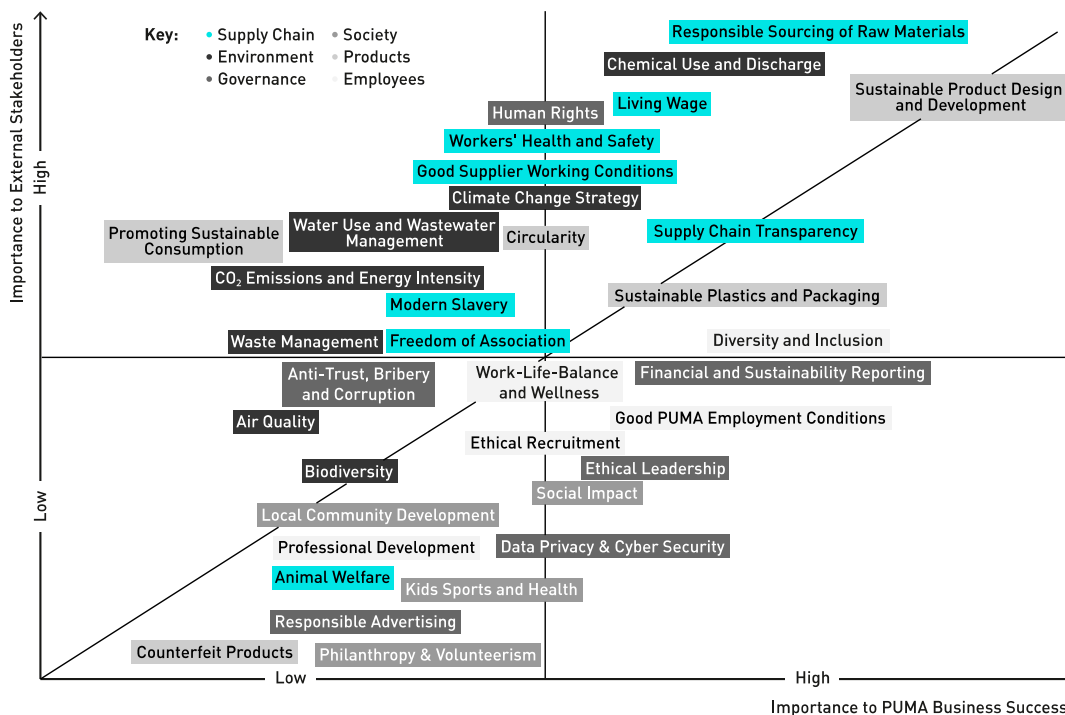 Key:
Supply Chain
Environment
Governance
Society
Products
Employees
Importance to External Stakeholders
High
Low
Responsible Sourcing of Raw Materials
Chemical Use and Discharge
Sustainable Product Design
and Development
Living Wage
Human Rights
Workers' Health and Safety
Good Supplier Working Conditions
Climate Change Strategy
Promoting Sustainable
Consumption
Water Use and Wastewater
Management
Circularity
Supply Chain Transparency
CO₂ Emissions and Energy Intensity
Modern Slavery
Sustainable Plastics and Packaging
Waste Management
Freedom of Association
Diversity and Inclusion
Anti-Trust, Bribery
and Corruption
Work-Life-Balance
and Wellness
Financial and Sustainability Reporting
Air Quality
Good PUMA Employment Conditions
Ethical Recruitment
Biodiversity
Ethical Leadership
Social Impact
Local Community Development
Professional Development
Data Privacy & Cyber Security
Animal Welfare
Kids Sports and Health
Responsible Advertising
Counterfeit Products
Philanthropy & Volunteerism
Low
High
Importance to PUMA Business Success